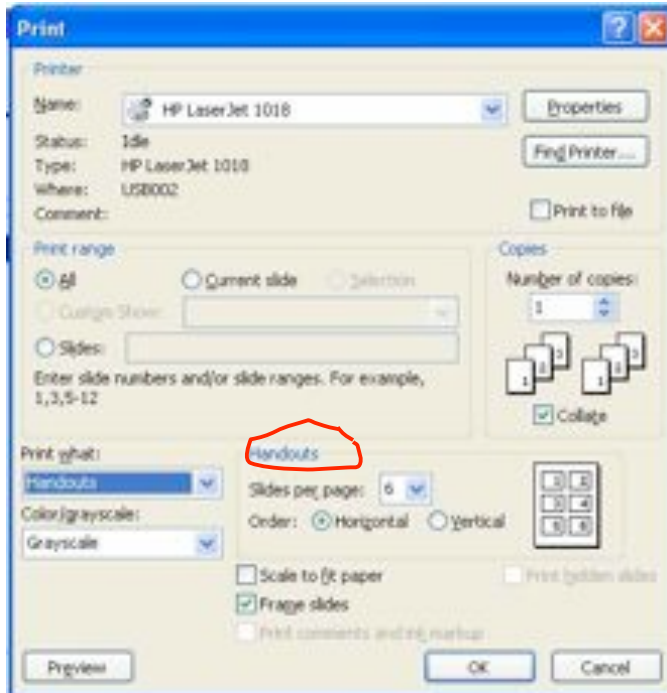 Print
Printer
Name: HP LaserJet 1018 Properties
Status: Idle Find Printer...
Type: HP LaserJet 1018
Where: USB002
Comment: Print to file
Print range Copies
All Current slide Selection Number of copies:
Custom Show: 1
Slides:
Enter slide numbers and/or slide ranges. For example,
1,3,5-12
Collate
Print what: Handouts
Handouts Slides per page: 6
Color/grayscale: Order: Horizontal Vertical
Grayscale
Scale to fit paper Print hidden slides
Frame slides
Print comments and ink markup
Preview OK Cancel